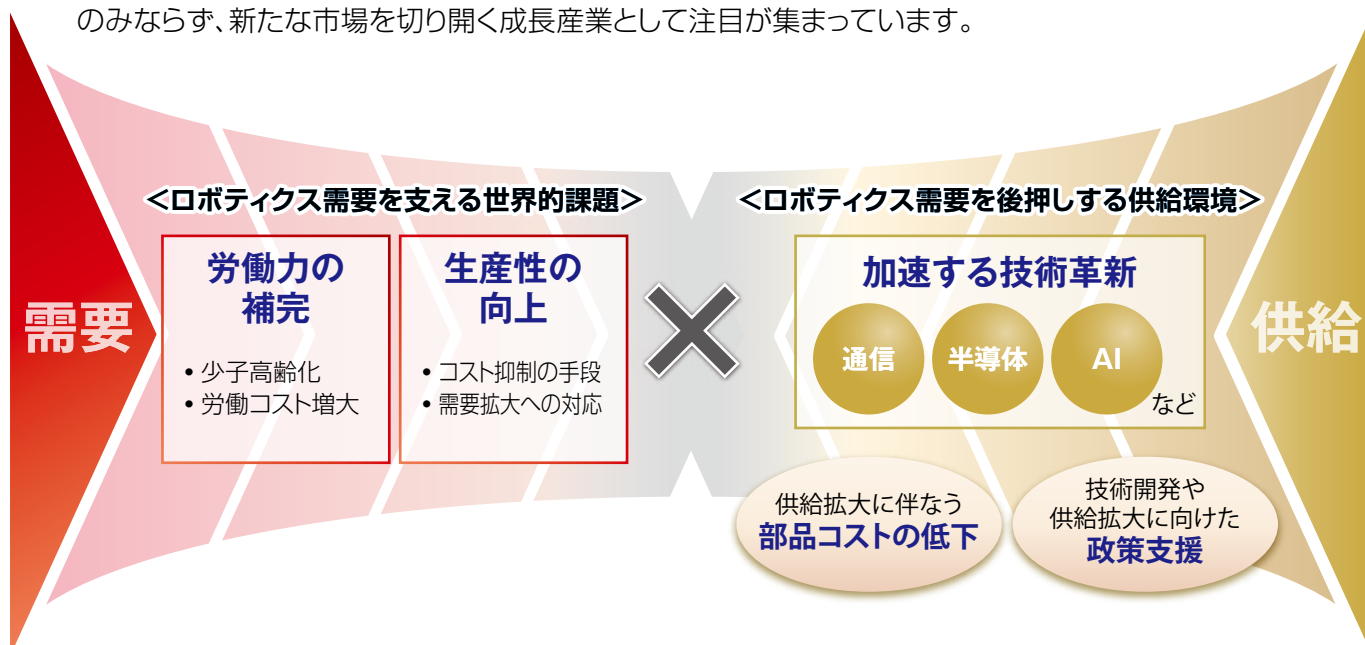 のみならず、新たな市場を切り開く成長産業として注目が集まっています。
需要
＜ロボティクス需要を支える世界的課題＞
労働力の
補完
• 少子高齢化
• 労働コスト増大
生産性の
向上
• コスト抑制の手段
• 需要拡大への対応
＜ロボティクス需要を後押しする供給環境＞
加速する技術革新
通信
半導体
AI
など
供給拡大に伴なう
部品コストの低下
技術開発や
供給拡大に向けた
政策支援
供給